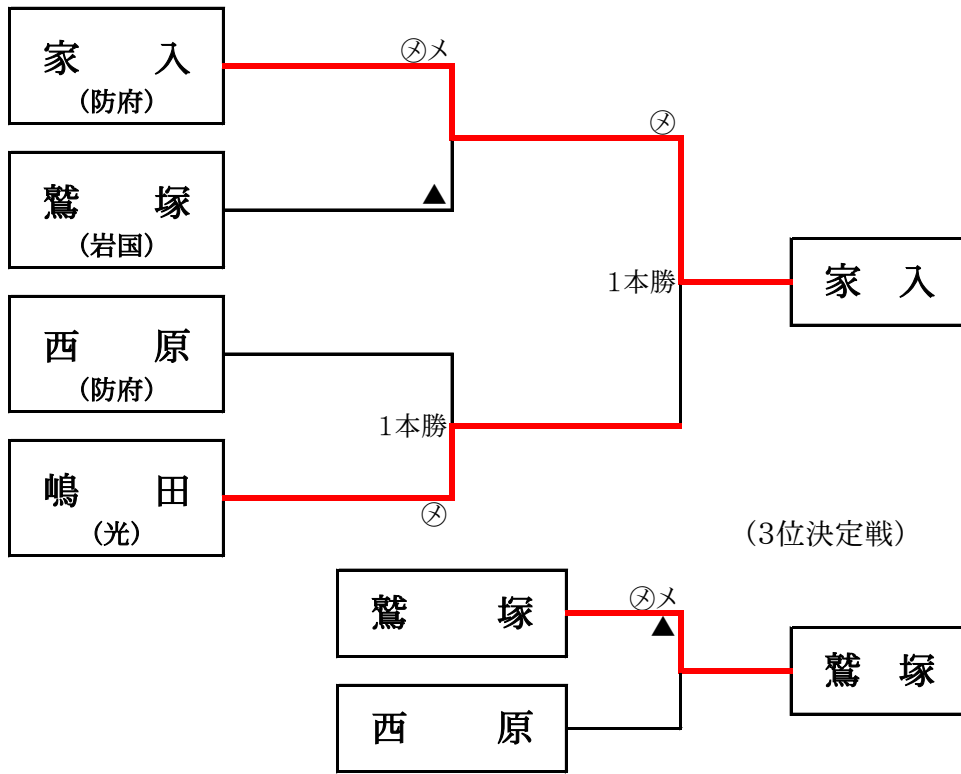 家　入
(防府)
㋱メ
㋱
鷲　塚
(岩国)
▲
1本勝
家　入
西　原
(防府)
1本勝
嶋　田
(光)
㋱
(3位決定戦)
鷲　塚
㋱メ
▲
鷲　塚
西　原